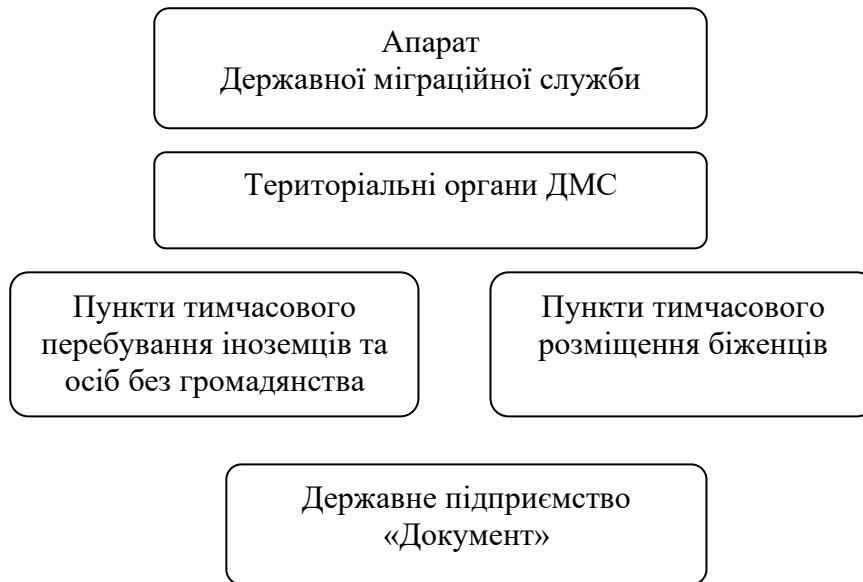 Апарат
Державної міграційної служби
Територіальні органи ДМС
Пункти тимчасового
перебування іноземців та
осіб без громадянства
Пункти тимчасового
розміщення біженців
Державне підприємство
«Документ»